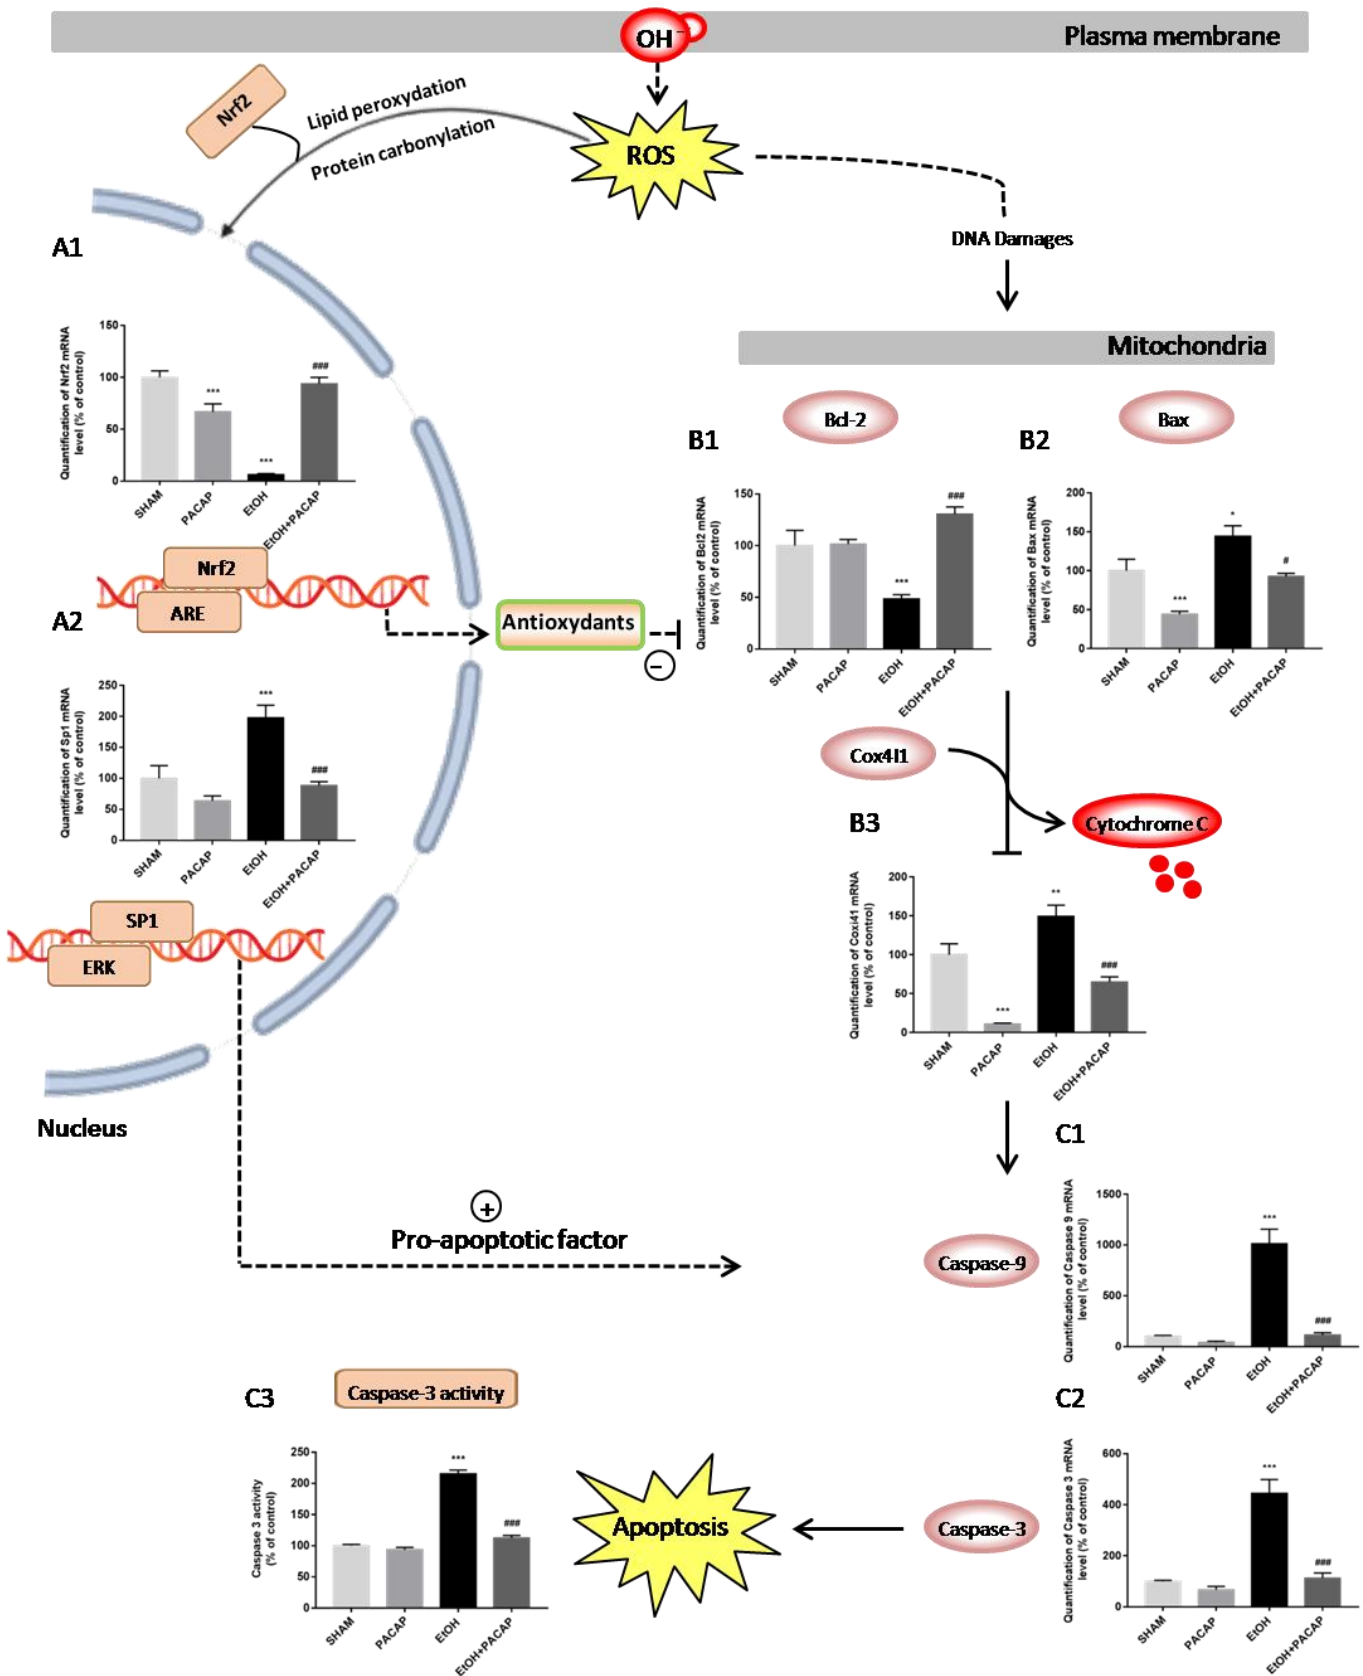 OH⁻
Plasma membrane
Nrf2
Lipid peroxydation
Protein carbonylation
ROS
DNA Damages
Mitochondria
A1
Quantification of Nrf2 mRNA
level (% of control)
150
100
50
0
***
***
###
SHAM
PACAP
EtOH
EtOH+PACAP
Nrf2
ARE
Antioxydants
−
B1
Bcl-2
Quantification of Bcl2 mRNA
level (% of control)
150
100
50
0
***
###
SHAM
PACAP
EtOH
EtOH+PACAP
B2
Bax
Quantification of Bax mRNA
level (% of control)
200
150
100
50
0
***
*
#
SHAM
PACAP
EtOH
EtOH+PACAP
A2
Quantification of Sp1 mRNA
level (% of control)
250
200
150
100
50
0
***
###
SHAM
PACAP
EtOH
EtOH+PACAP
SP1
ERK
Nucleus
Cox4I1
Cytochrome C
B3
Quantification of Coxi41 mRNA
level (% of control)
200
150
100
50
0
***
**
###
SHAM
PACAP
EtOH
EtOH+PACAP
+
Pro-apoptotic factor
C1
Caspase-9
Quantification of Caspase 9 mRNA
level (% of control)
1500
1000
500
0
***
###
SHAM
PACAP
EtOH
EtOH+PACAP
C2
Caspase-3
Quantification of Caspase 3 mRNA
level (% of control)
600
400
200
0
***
###
SHAM
PACAP
EtOH
EtOH+PACAP
C3
Caspase-3 activity
Caspase 3 activity
(% of control)
250
200
150
100
50
0
***
###
SHAM
PACAP
EtOH
EtOH+PACAP
Apoptosis